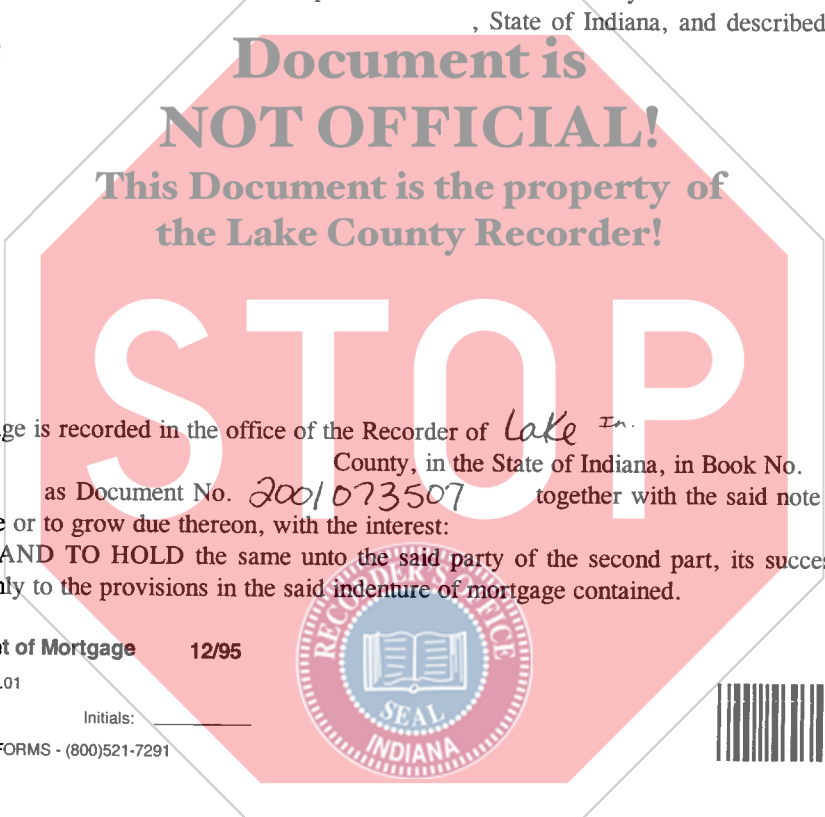 , State of Indiana, and described
Document is
NOT OFFICIAL!
This Document is the property of
the Lake County Recorder!
STOP
ge is recorded in the office of the Recorder of Lake In.
County, in the State of Indiana, in Book No.
as Document No. 2001073507 together with the said note
e or to grow due thereon, with the interest:
AND TO HOLD the same unto the said party of the second part, its succes
nly to the provisions in the said indenture of mortgage contained.
t of Mortgage 12/95
.01
Initials:
FORMS - (800)521-7291
RECORDER'S OFFICE
SEAL
INDIANA